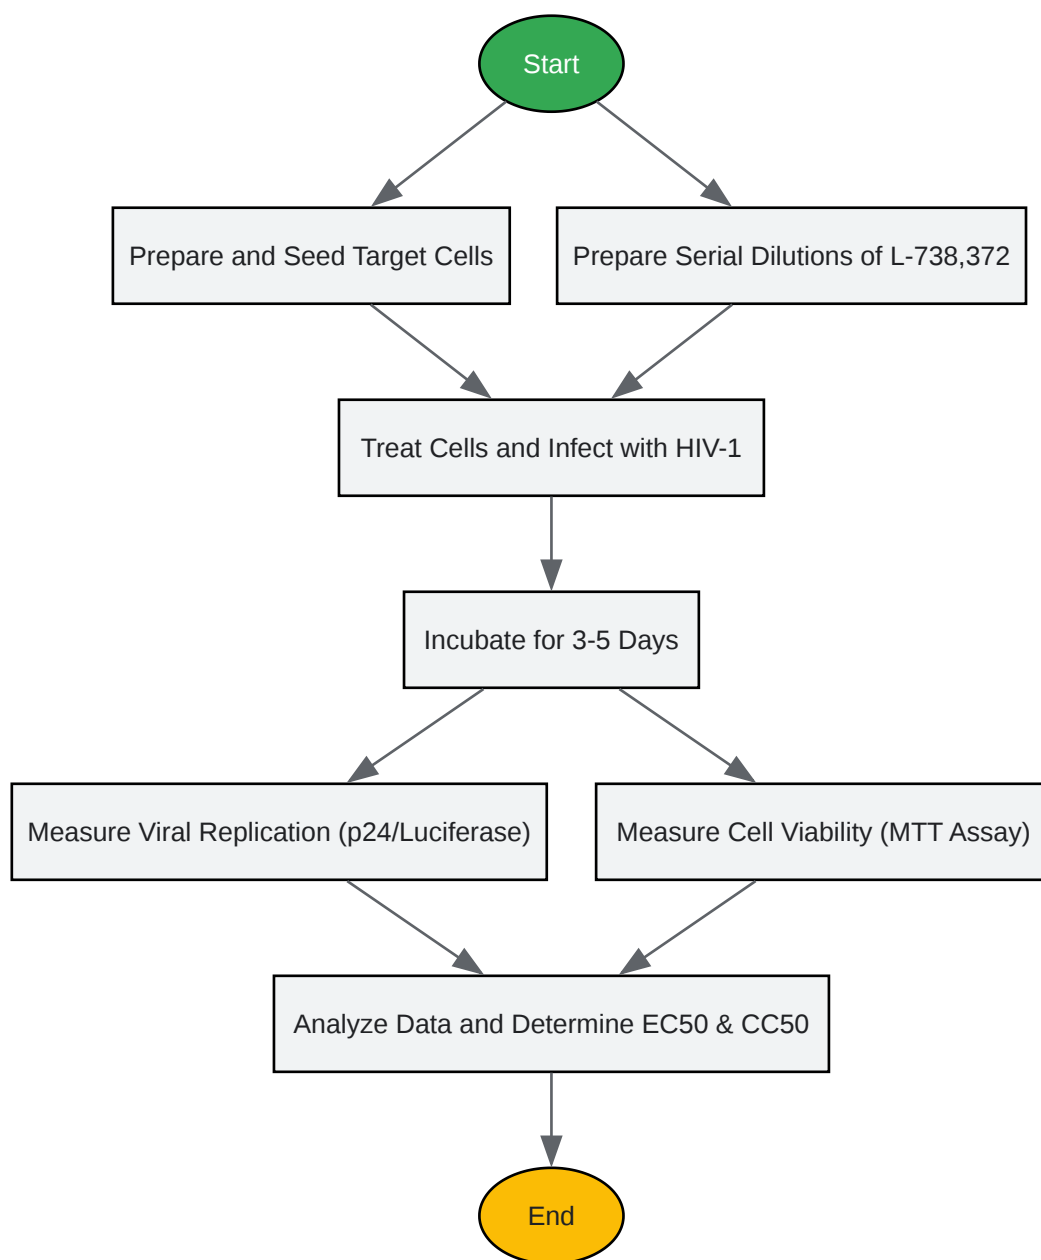 Start
Prepare and Seed Target Cells
Prepare Serial Dilutions of L-738,372
Treat Cells and Infect with HIV-1
Incubate for 3-5 Days
Measure Viral Replication (p24/Luciferase)
Measure Cell Viability (MTT Assay)
Analyze Data and Determine EC50 & CC50
End